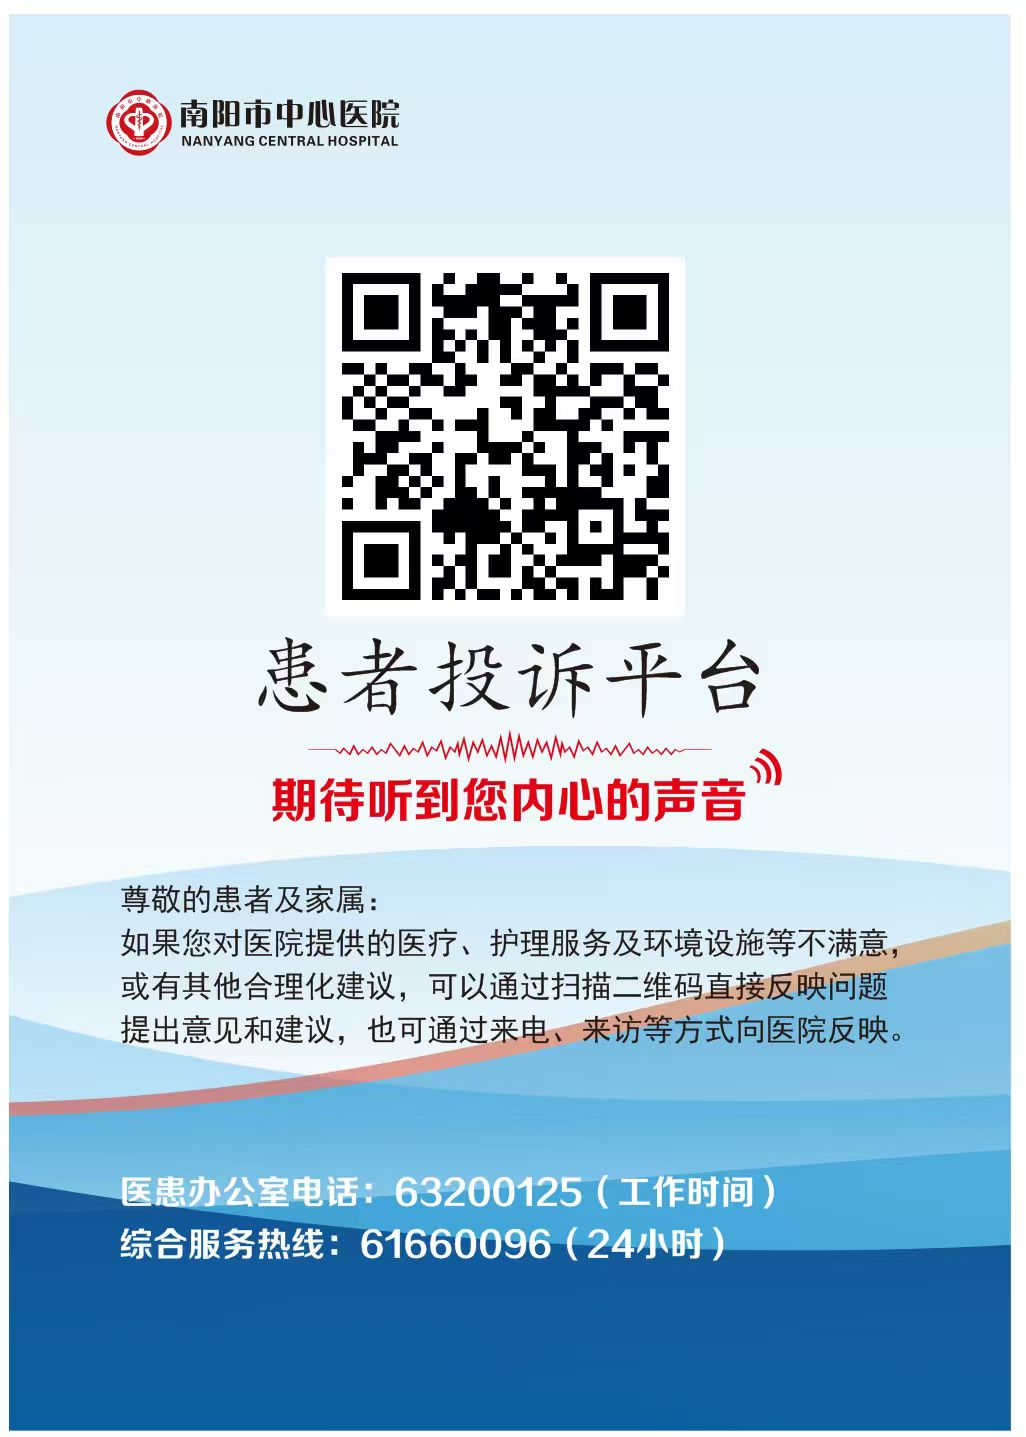 南阳市中心医院
NANYANG CENTRAL HOSPITAL
患者投诉平台
期待听到您内心的声音
尊敬的患者及家属：
如果您对医院提供的医疗、护理服务及环境设施等不满意，
或有其他合理化建议，可以通过扫描二维码直接反映问题
提出意见和建议，也可通过来电、来访等方式向医院反映。
医患办公室电话：63200125（工作时间）
综合服务热线：61660096（24小时）